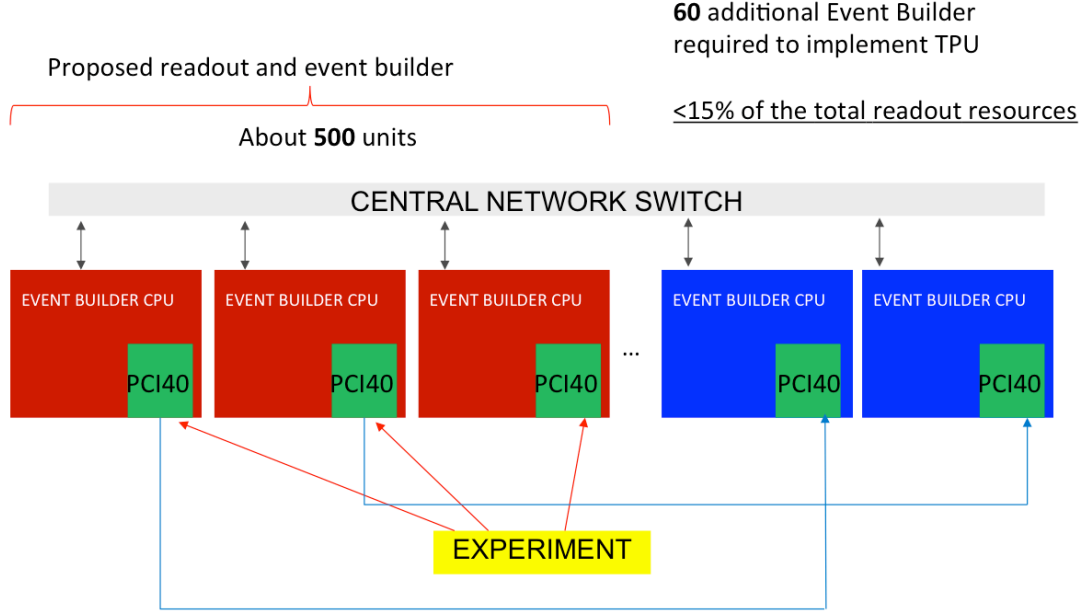 60 additional Event Builder
required to implement TPU
Proposed readout and event builder
<15% of the total readout resources
About 500 units
CENTRAL NETWORK SWITCH
EVENT BUILDER CPU
EVENT BUILDER CPU
EVENT BUILDER CPU
EVENT BUILDER CPU
EVENT BUILDER CPU
...
PCI40
PCI40
PCI40
PCI40
PCI40
EXPERIMENT